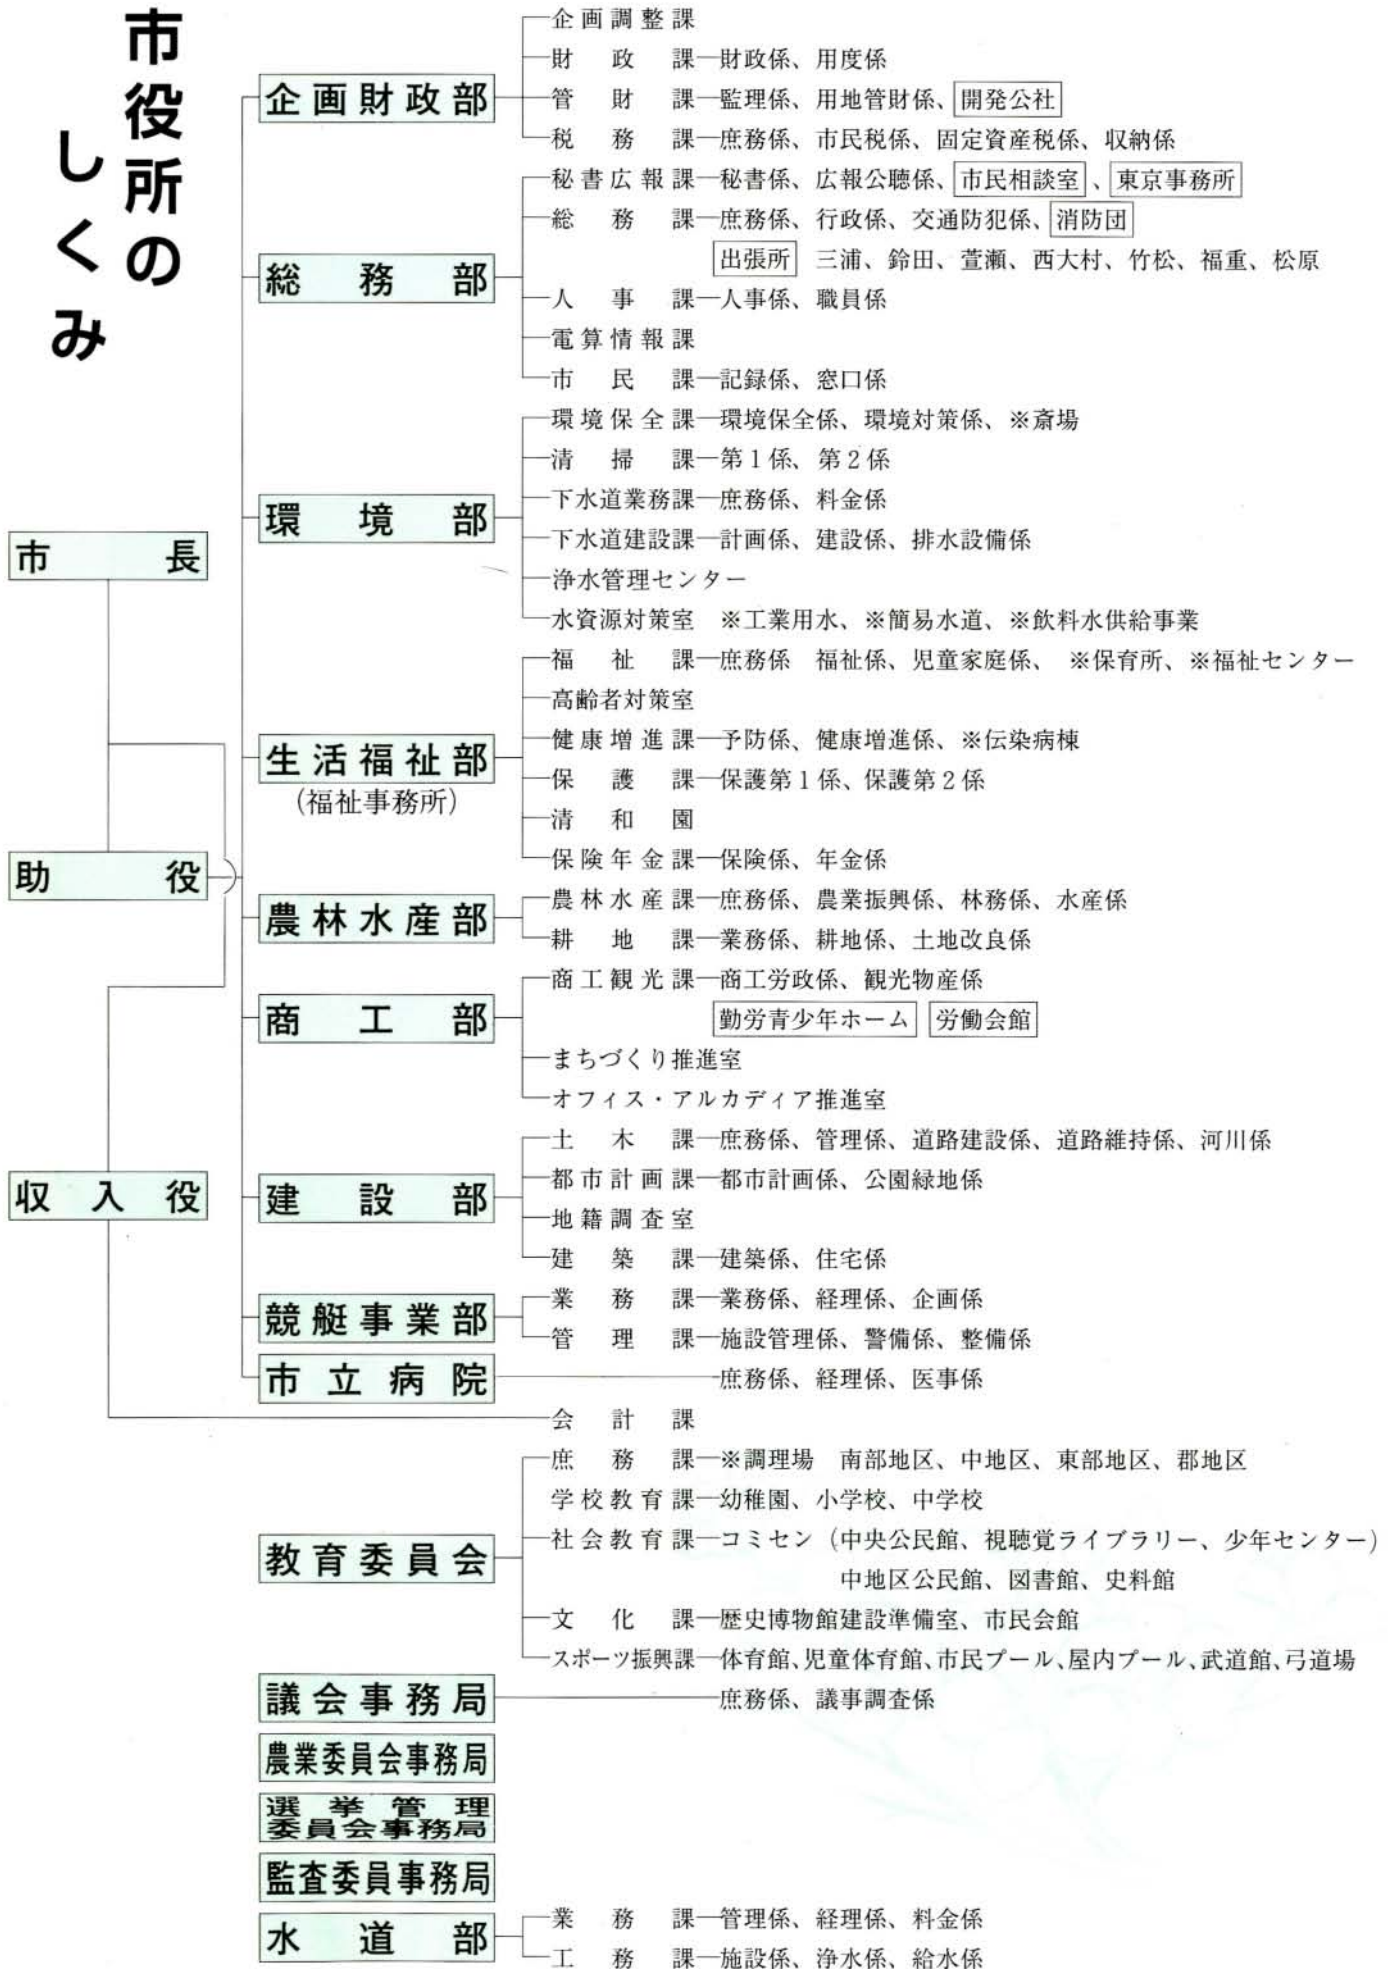 市役所の
しくみ
市長
助役
収入役
企画財政部
企画調整課
財政課 財政係、用度係
管財課 監理係、用地管財係、開発公社
税務課 庶務係、市民税係、固定資産税係、収納係
総務部
秘書広報課 秘書係、広報公聴係、市民相談室、東京事務所
総務課 庶務係、行政係、交通防犯係、消防団
出張所 三浦、鈴田、萱瀬、西大村、竹松、福重、松原
人事課 人事係、職員係
電算情報課
市民課 記録係、窓口係
環境部
環境保全課 環境保全係、環境対策係、※斎場
清掃課 第1係、第2係
下水道業務課 庶務係、料金係
下水道建設課 計画係、建設係、排水設備係
浄水管理センター
水資源対策室 ※工業用水、※簡易水道、※飲料水供給事業
生活福祉部
(福祉事務所)
福祉課 庶務係 福祉係、児童家庭係、 ※保育所、※福祉センター
高齢者対策室
健康増進課 予防係、健康増進係、※伝染病棟
保護課 保護第1係、保護第2係
清和園
保険年金課 保険係、年金係
農林水産部
農林水産課 庶務係、農業振興係、林務係、水産係
耕地課 業務係、耕地係、土地改良係
商工部
商工観光課 商工労政係、観光物産係
勤労青少年ホーム 労働会館
まちづくり推進室
オフィス・アルカディア推進室
建設部
土木課 庶務係、管理係、道路建設係、道路維持係、河川係
都市計画課 都市計画係、公園緑地係
地籍調査室
建築課 建築係、住宅係
競艇事業部
業務課 業務係、経理係、企画係
管理課 施設管理係、警備係、整備係
市立病院 庶務係、経理係、医事係
会計課
教育委員会
庶務課 ※調理場 南部地区、中地区、東部地区、郡地区
学校教育課 幼稚園、小学校、中学校
社会教育課 コミセン(中央公民館、視聴覚ライブラリー、少年センター)
中地区公民館、図書館、史料館
文化課 歴史博物館建設準備室、市民会館
スポーツ振興課 体育館、児童体育館、市民プール、屋内プール、武道館、弓道場
議会事務局 庶務係、議事調査係
農業委員会事務局
選挙管理
委員会事務局
監査委員事務局
水道部
業務課 管理係、経理係、料金係
工務課 施設係、浄水係、給水係